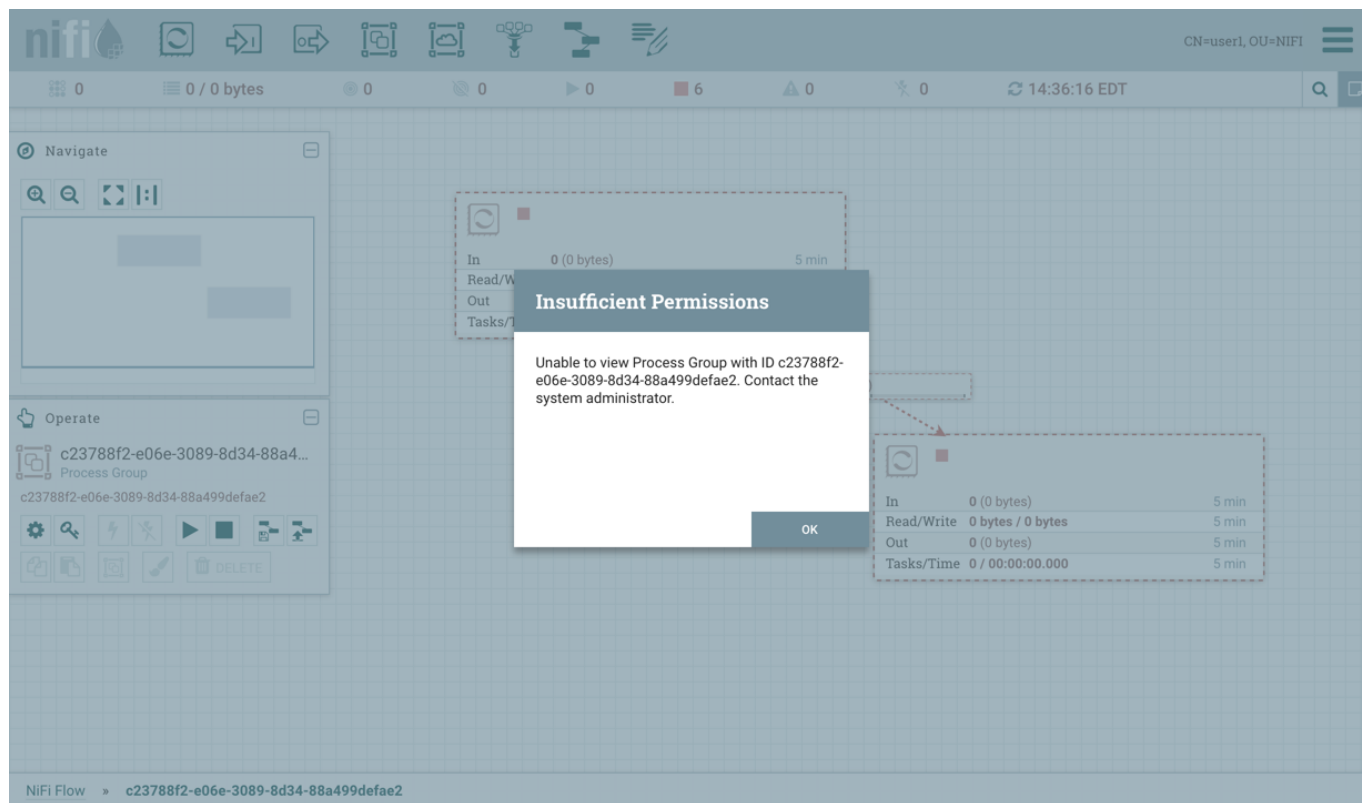 nifi
CN=user1, OU=NIFI
0
0 / 0 bytes
0
0
0
6
0
0
14:36:16 EDT
Navigate
In 0 (0 bytes) 5 min
Read/W
Out
Tasks/T
Insufficient Permissions
Unable to view Process Group with ID c23788f2-
e06e-3089-8d34-88a499defae2. Contact the
system administrator.
OK
Operate
c23788f2-e06e-3089-8d34-88a4...
Process Group
c23788f2-e06e-3089-8d34-88a499defae2
DELETE
In 0 (0 bytes) 5 min
Read/Write 0 bytes / 0 bytes 5 min
Out 0 (0 bytes) 5 min
Tasks/Time 0 / 00:00:00.000 5 min
NiFi Flow » c23788f2-e06e-3089-8d34-88a499defae2